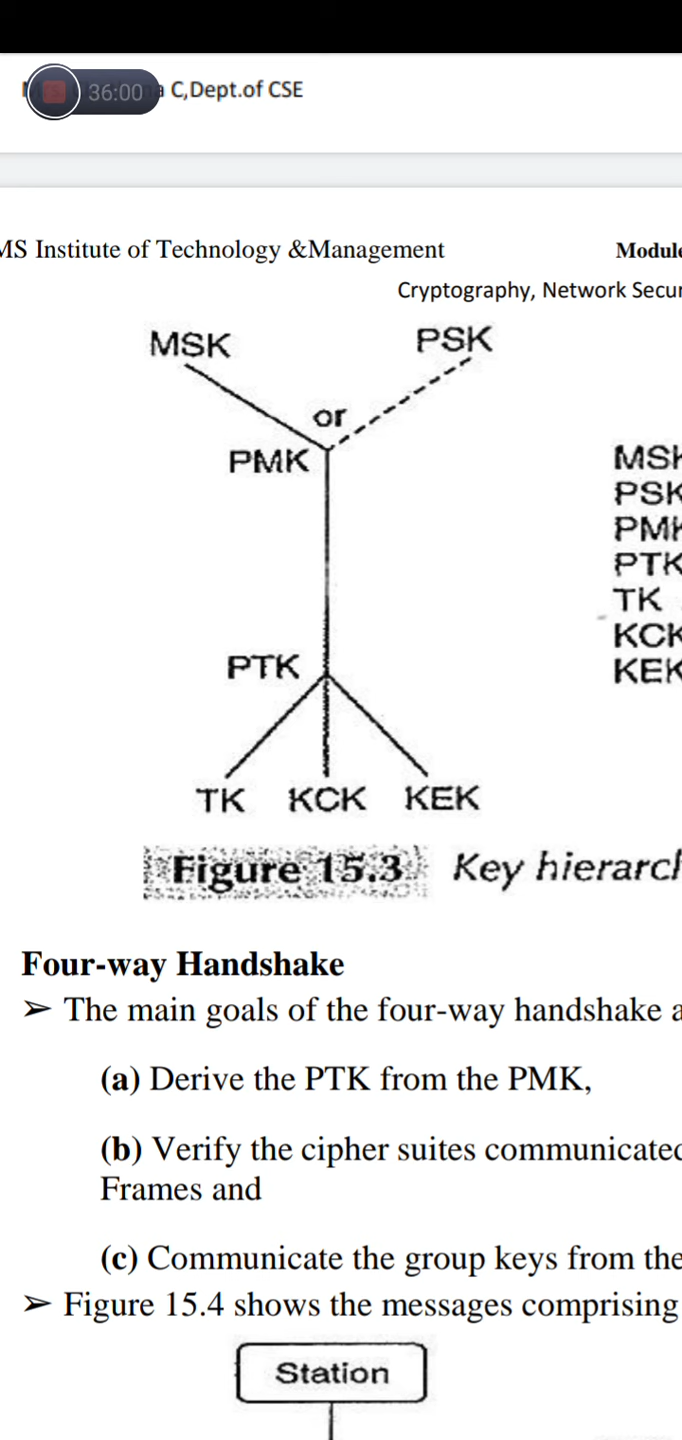 36:00
a C,Dept.of CSE
MS Institute of Technology &Management
Module
Cryptography, Network Secur
MSK
PSK
or
PMK
PTK
TK KCK KEK
MSK
PSK
PMK
PTK
TK
KCK
KEK
Figure 15.3 Key hierarch
Four-way Handshake
➢ The main goals of the four-way handshake a
(a) Derive the PTK from the PMK,
(b) Verify the cipher suites communicated
Frames and
(c) Communicate the group keys from the
➢ Figure 15.4 shows the messages comprising
Station